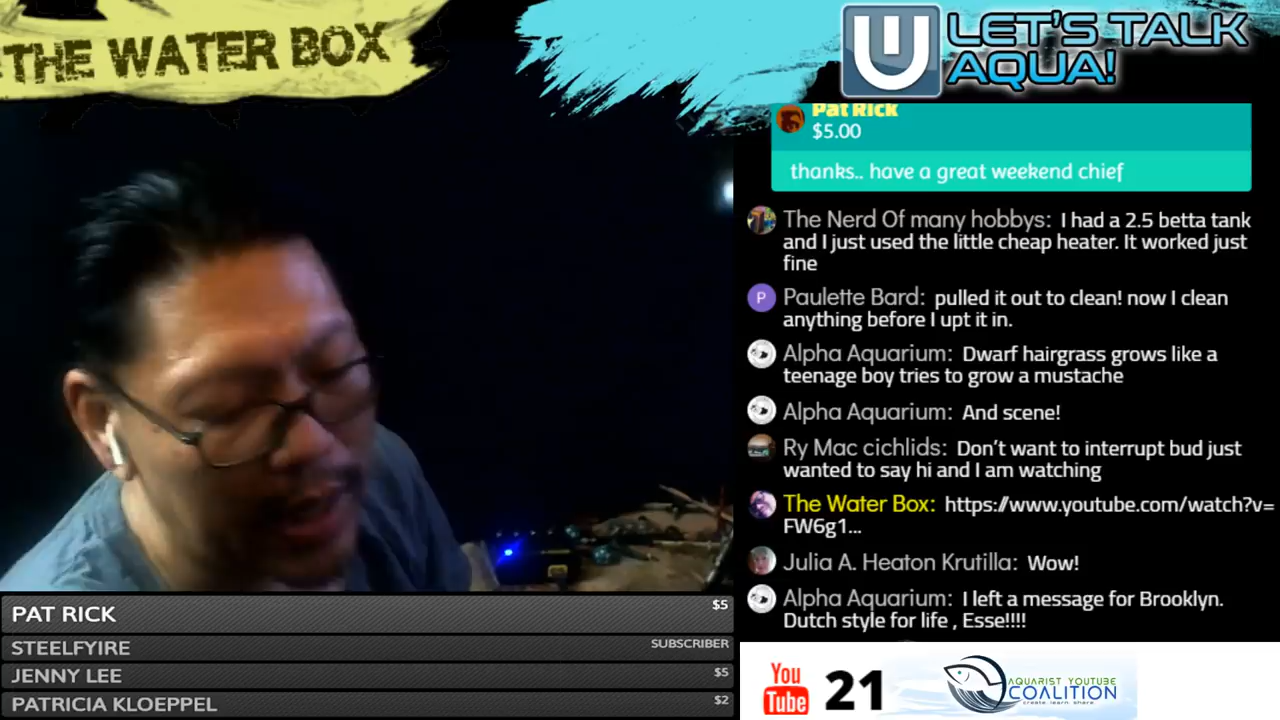 THE WATER BOX
LET'S TALK
AQUA!
Pat Rick
$5.00
thanks.. have a great weekend chief
The Nerd Of many hobbys: I had a 2.5 betta tank
and I just used the little cheap heater. It worked just
fine
P
Paulette Bard: pulled it out to clean! now I clean
anything before I upt it in.
Alpha Aquarium: Dwarf hairgrass grows like a
teenage boy tries to grow a mustache
Alpha Aquarium: And scene!
Ry Mac cichlids: Don't want to interrupt bud just
wanted to say hi and I am watching
The Water Box: https://www.youtube.com/watch?v=
FW6g1...
Julia A. Heaton Krutilla: Wow!
Alpha Aquarium: I left a message for Brooklyn.
Dutch style for life , Esse!!!!
PAT RICK $5
STEELFYIRE SUBSCRIBER
JENNY LEE $5
PATRICIA KLOEPPEL $2
You
Tube
21
AQUARIST YOUTUBE
COALITION
create. learn. share.